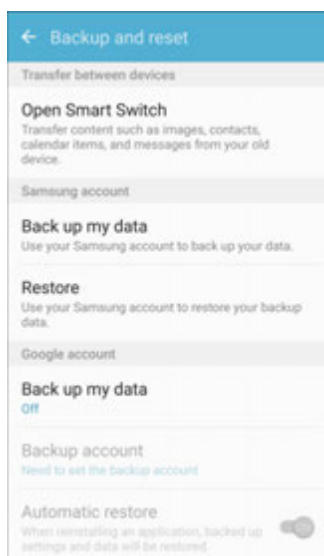 Backup and reset
Transfer between devices
Open Smart Switch
Transfer content such as images, contacts,
calendar items, and messages from your old
device.
Samsung account
Back up my data
Use your Samsung account to back up your data.
Restore
Use your Samsung account to restore your backup
data.
Google account
Back up my data
Off
Backup account
Need to set the backup account
Automatic restore
When reinstalling an application, backed up
settings and data will be restored.